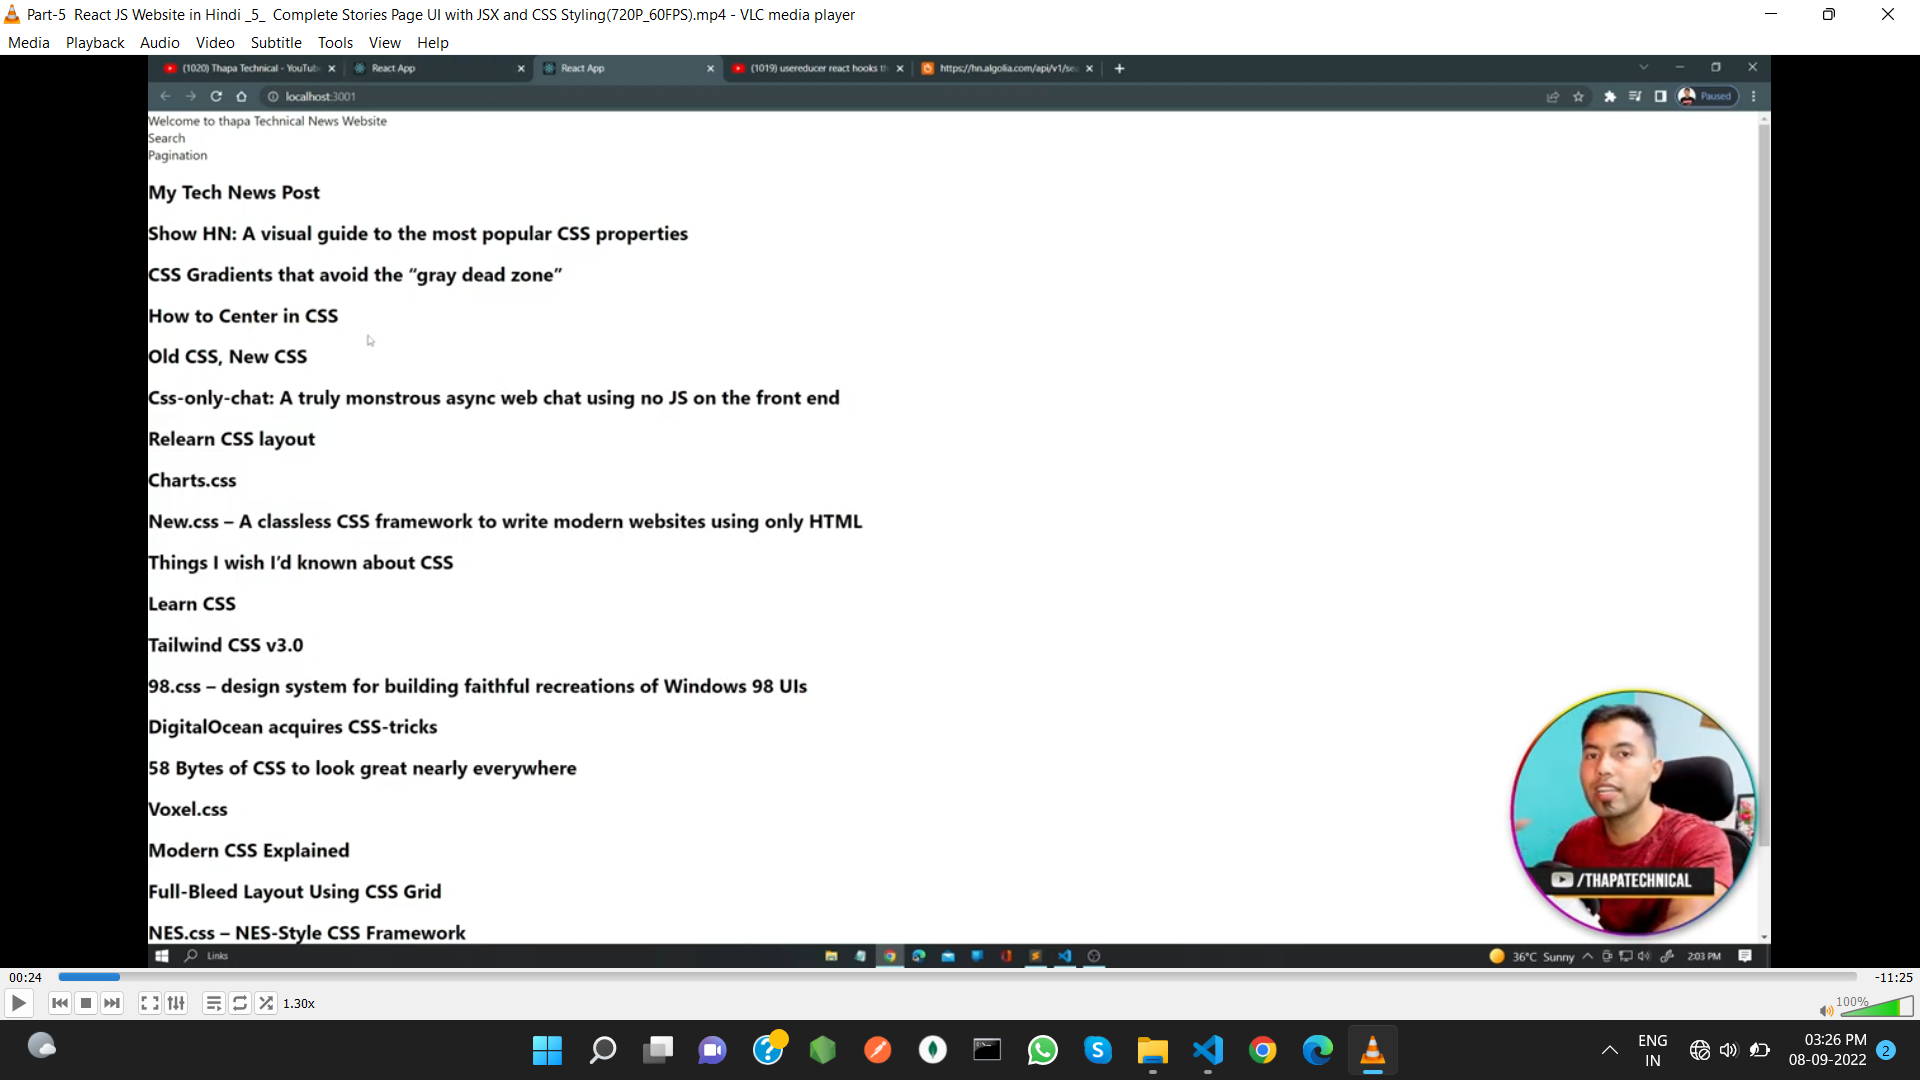 Part-5 React JS Website in Hindi _5_ Complete Stories Page UI with JSX and CSS Styling(720P_60FPS).mp4 - VLC media player
Media Playback Audio Video Subtitle Tools View Help
(1020) Thapa Technical - YouTub React App React App (1019) usereducer react hooks th https://hn.algolia.com/api/v1/se
localhost:3001 Paused
Welcome to thapa Technical News Website
Search
Pagination
My Tech News Post
Show HN: A visual guide to the most popular CSS properties
CSS Gradients that avoid the “gray dead zone”
How to Center in CSS
Old CSS, New CSS
Css-only-chat: A truly monstrous async web chat using no JS on the front end
Relearn CSS layout
Charts.css
New.css – A classless CSS framework to write modern websites using only HTML
Things I wish I’d known about CSS
Learn CSS
Tailwind CSS v3.0
98.css – design system for building faithful recreations of Windows 98 UIs
DigitalOcean acquires CSS-tricks
58 Bytes of CSS to look great nearly everywhere
Voxel.css
Modern CSS Explained
/THAPATECHNICAL
Full-Bleed Layout Using CSS Grid
NES.css – NES-Style CSS Framework
Links 36°C Sunny 2:03 PM
00:24 -11:25
1.30x 100%
ENG 03:26 PM
IN 08-09-2022 2